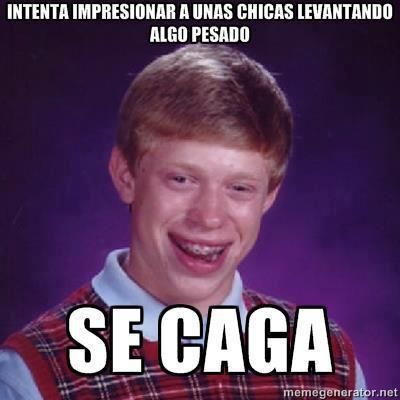 INTENTA IMPRESIONAR A UNAS CHICAS LEVANTANDO
ALGO PESADO
SE CAGA
memegenerator.net